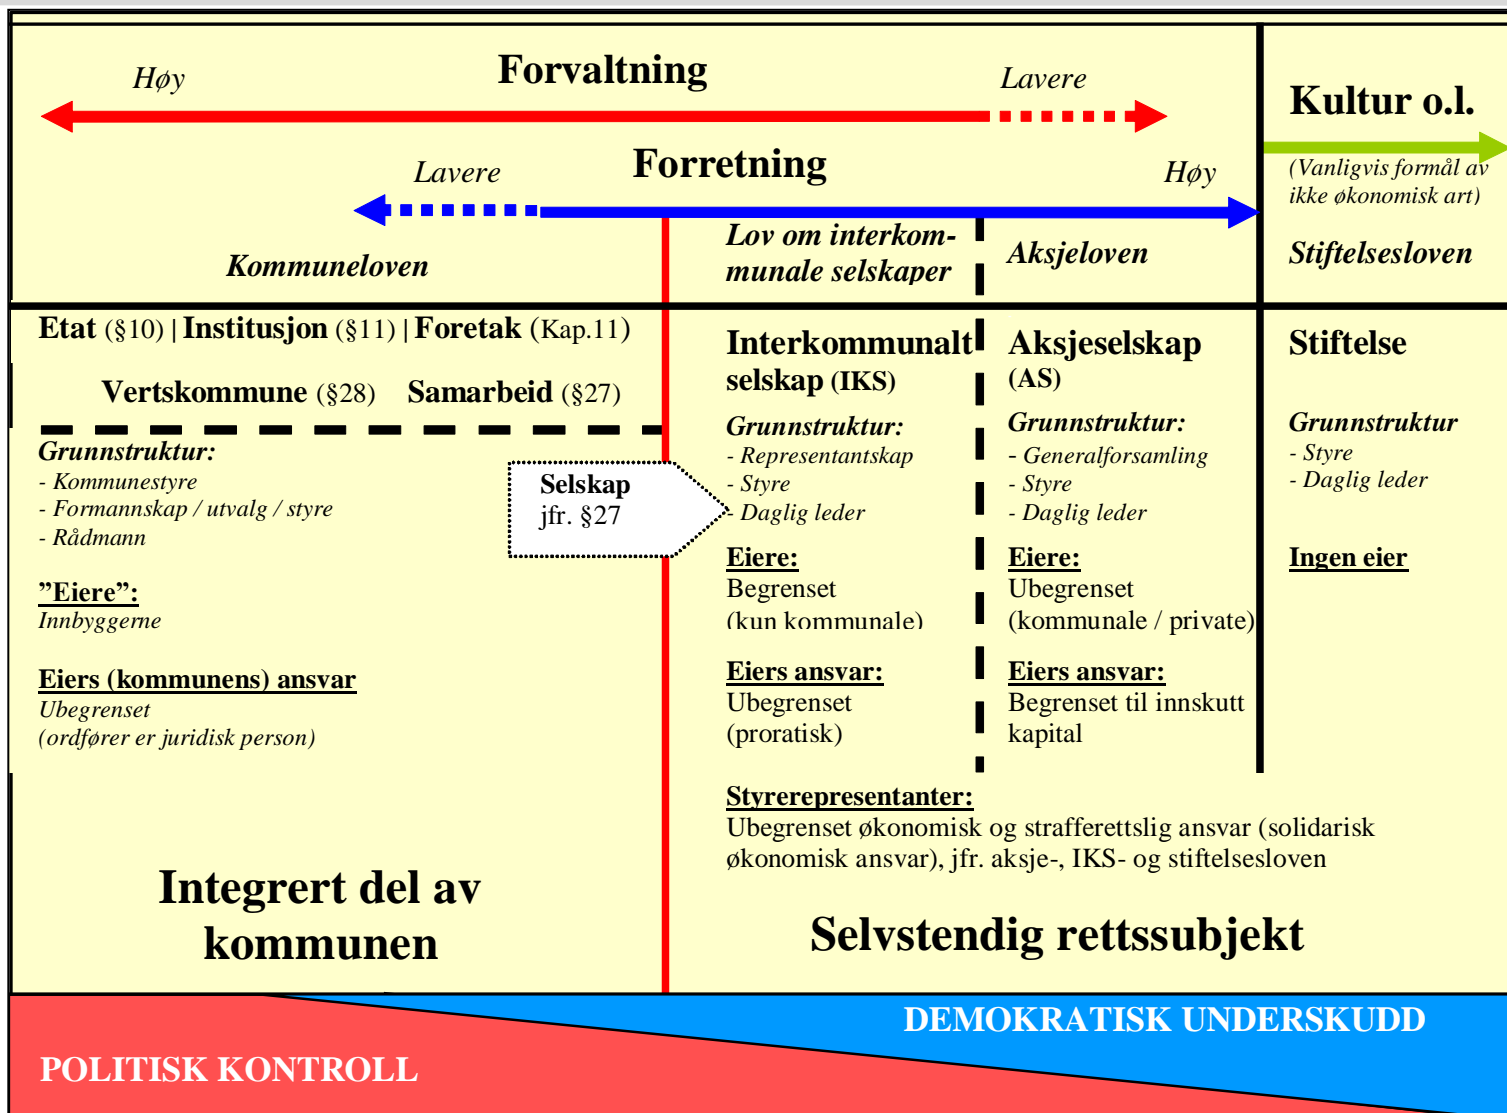 Høy
Forvaltning
Lavere
Kultur o.l.
Lavere
Forretning
Høy
(Vanligvis formål av
ikke økonomisk art)
Kommuneloven
Lov om interkom-
munale selskaper
Aksjeloven
Stiftelsesloven
Etat (§10) | Institusjon (§11) | Foretak (Kap.11)
Vertskommune (§28) Samarbeid (§27)
Grunnstruktur:
- Kommunestyre
- Formannskap / utvalg / styre
- Rådmann
"Eiere":
Innbyggerne
Eiers (kommunens) ansvar
Ubegrenset
(ordfører er juridisk person)
Selskap
jfr. §27
Interkommunalt
selskap (IKS)
Grunnstruktur:
- Representantskap
- Styre
- Daglig leder
Eiere:
Begrenset
(kun kommunale)
Eiers ansvar:
Ubegrenset
(proratisk)
Aksjeselskap
(AS)
Grunnstruktur:
- Generalforsamling
- Styre
- Daglig leder
Eiere:
Ubegrenset
(kommunale / private)
Eiers ansvar:
Begrenset til innskutt
kapital
Stiftelse
Grunnstruktur
- Styre
- Daglig leder
Ingen eier
Styrerepresentanter:
Ubegrenset økonomisk og strafferettslig ansvar (solidarisk
økonomisk ansvar), jfr. aksje-, IKS- og stiftelsesloven
Integrert del av
kommunen
Selvstendig rettssubjekt
DEMOKRATISK UNDERSKUDD
POLITISK KONTROLL